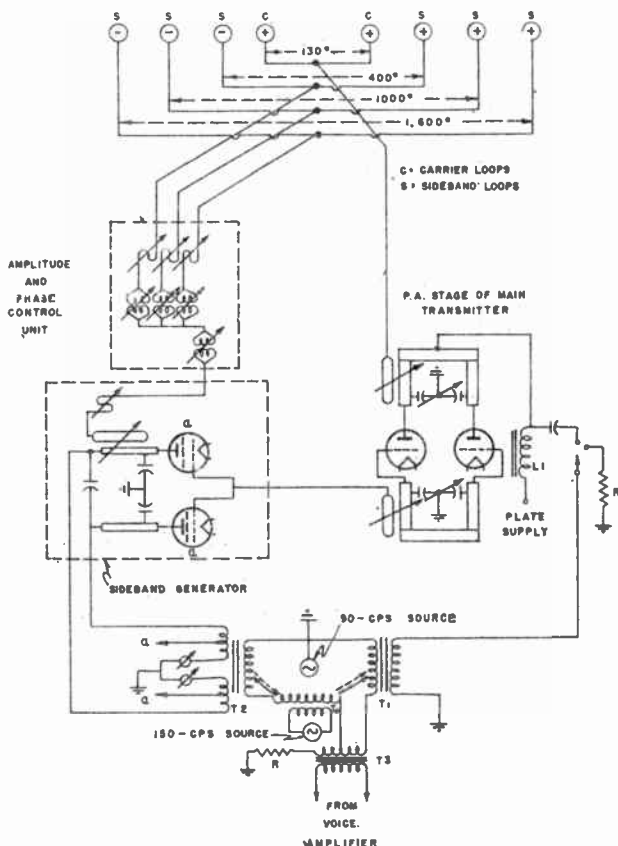 S S S C C S S S
130°
400°
1000°
1,600°
C= CARRIER LOOPS
S= SIDEBAND LOOPS
AMPLITUDE
AND
PHASE
CONTROL
UNIT
P.A. STAGE OF MAIN
TRANSMITTER
a
L1
R
PLATE
SUPPLY
a
SIDEBAND GENERATOR
90-CPS SOURCE
a
a
T2
T1
150-CPS SOURCE
R
T3
FROM
VOICE.
AMPLIFIER